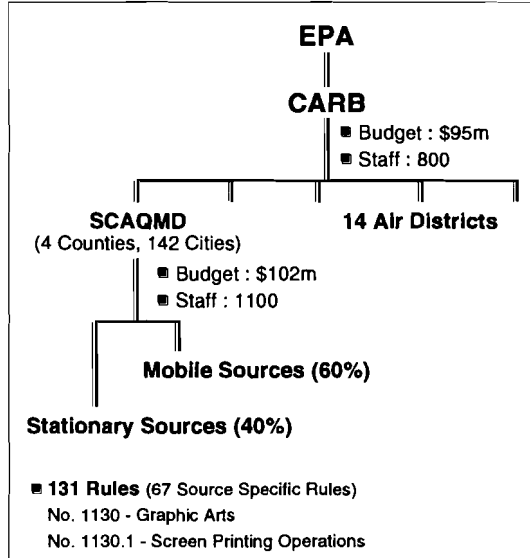 EPA
CARB
■ Budget : $95m
■ Staff : 800
SCAQMD
14 Air Districts
(4 Counties, 142 Cities)
■ Budget : $102m
■ Staff : 1100
Mobile Sources (60%)
Stationary Sources (40%)
■ 131 Rules (67 Source Specific Rules)
No. 1130 - Graphic Arts
No. 1130.1 - Screen Printing Operations